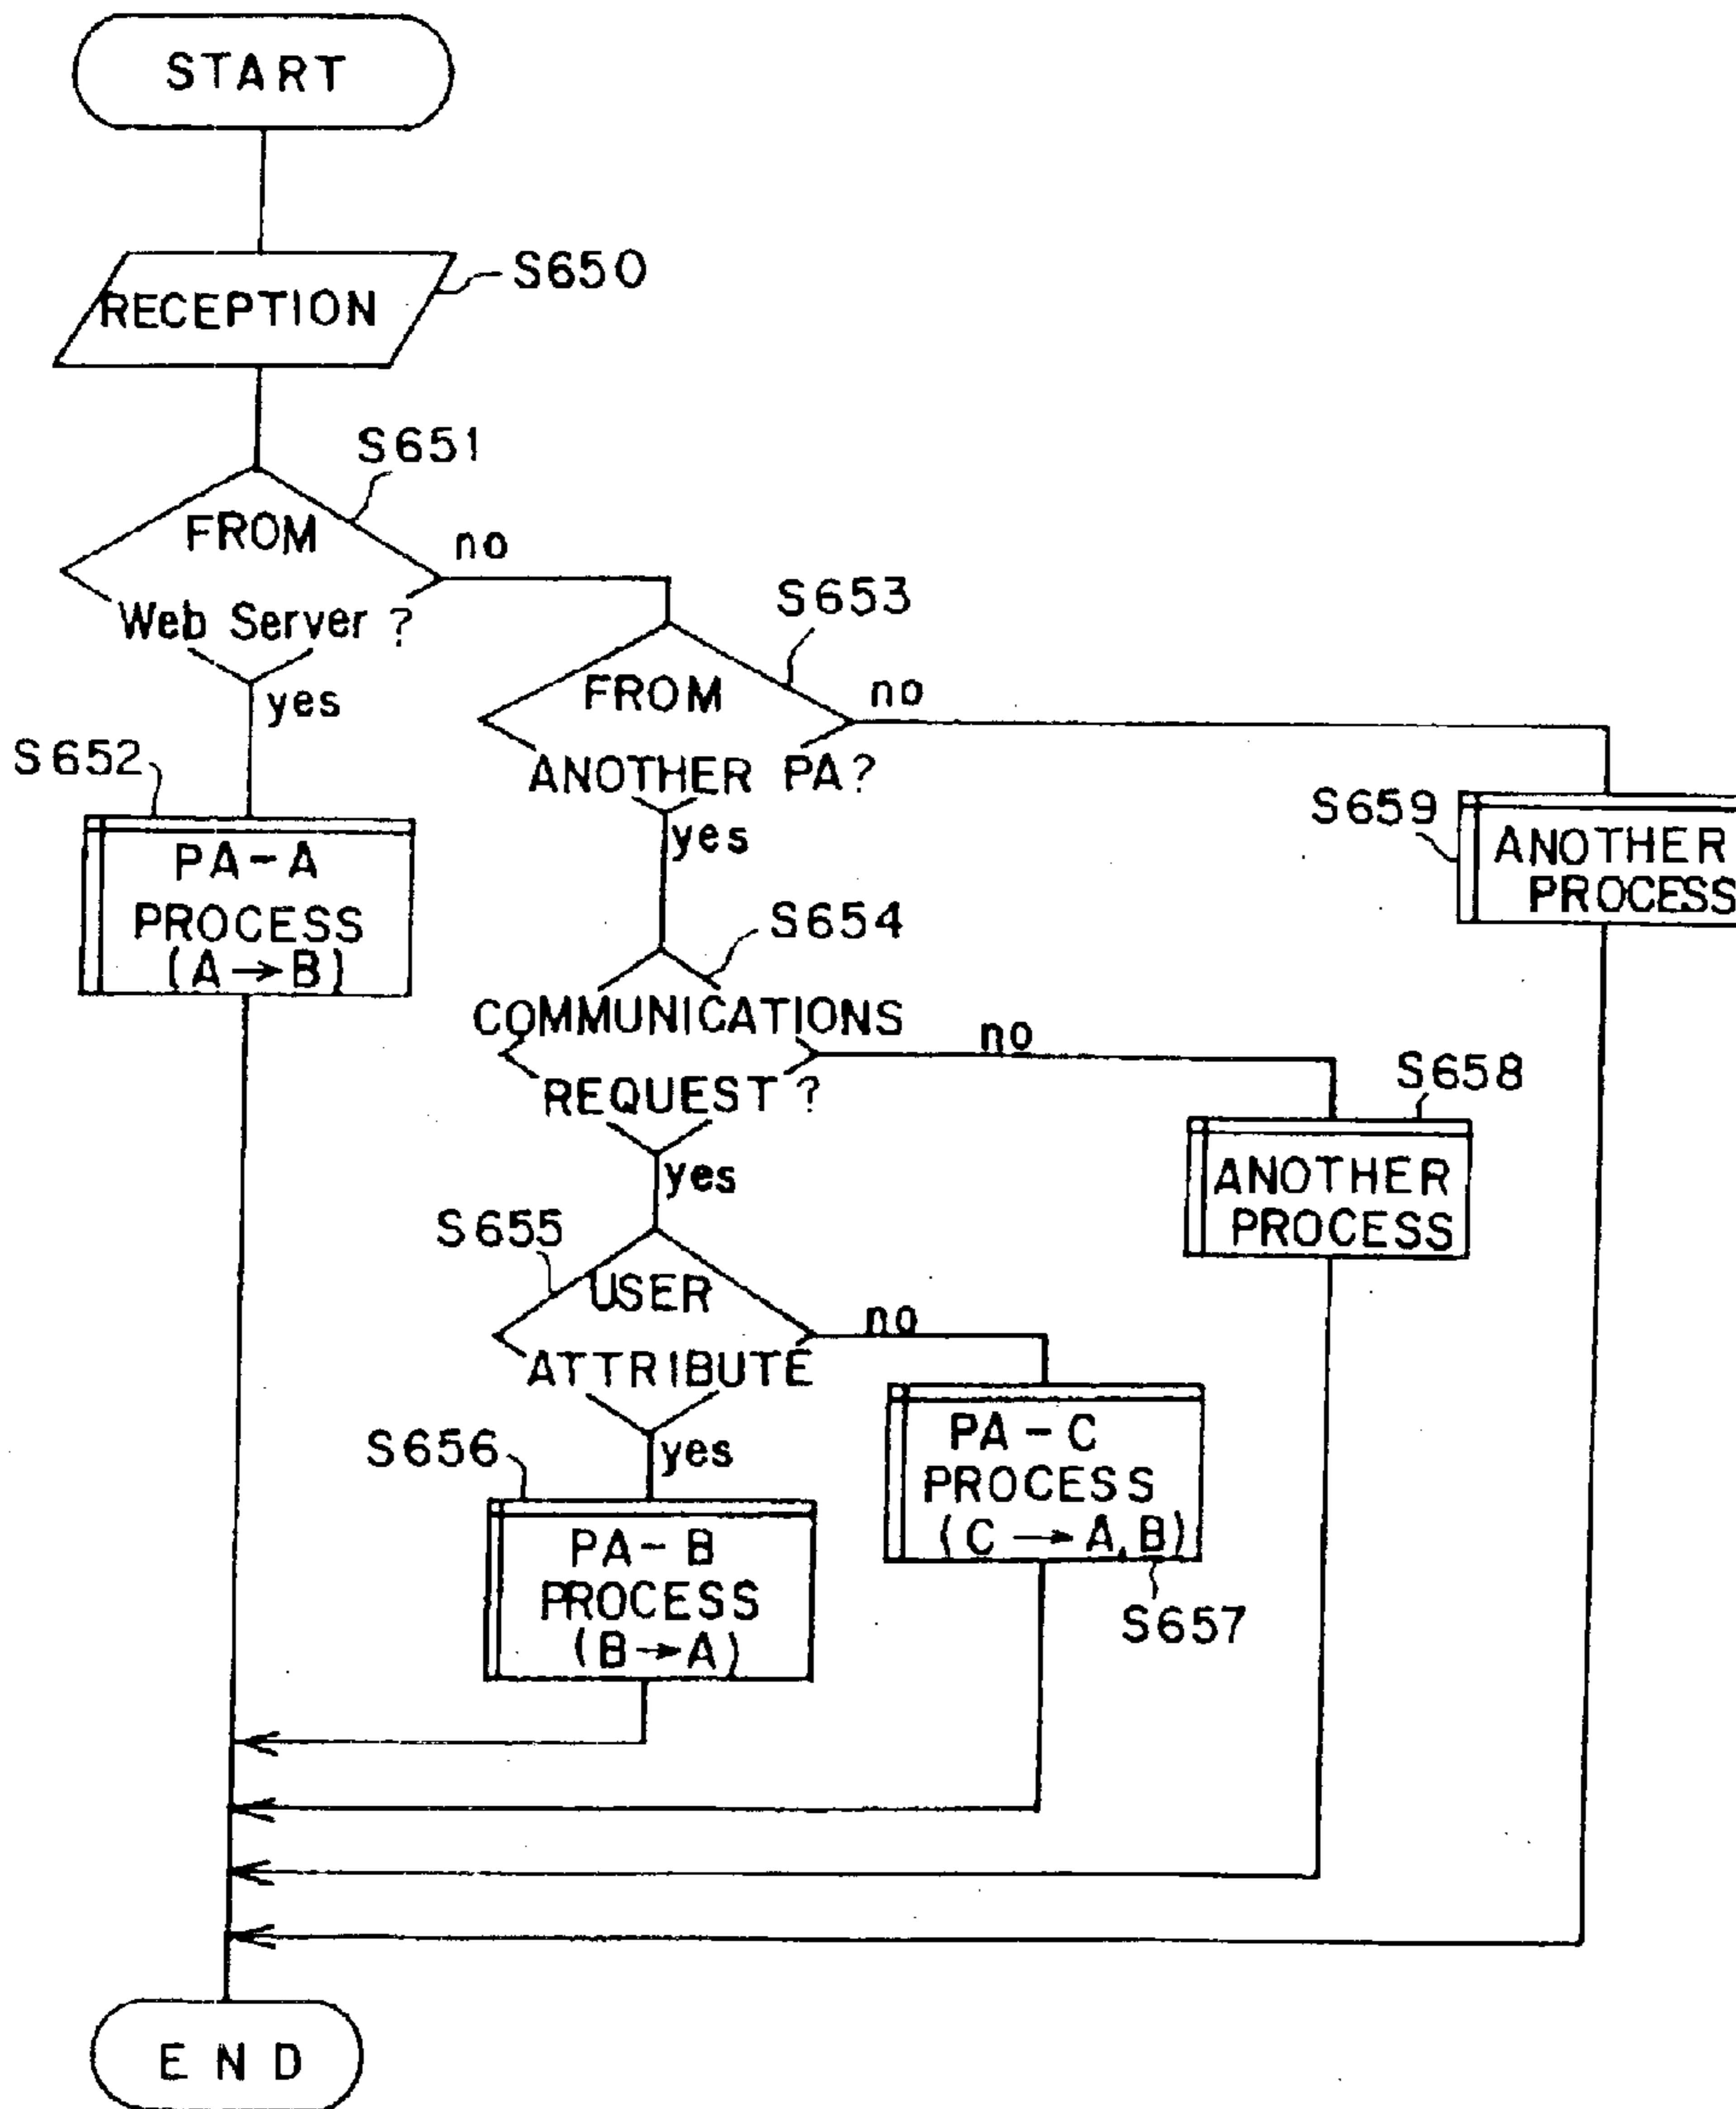 START
RECEPTION
S650
S651
FROM
Web Server ?
no
yes
S652
PA-A
PROCESS
(A → B)
S653
FROM
ANOTHER PA?
no
yes
S659
ANOTHER
PROCESS
S654
COMMUNICATIONS
REQUEST ?
no
yes
S658
ANOTHER
PROCESS
S655
USER
ATTRIBUTE
no
yes
S656
PA-B
PROCESS
(B → A)
PA-C
PROCESS
(C → A, B)
S657
END